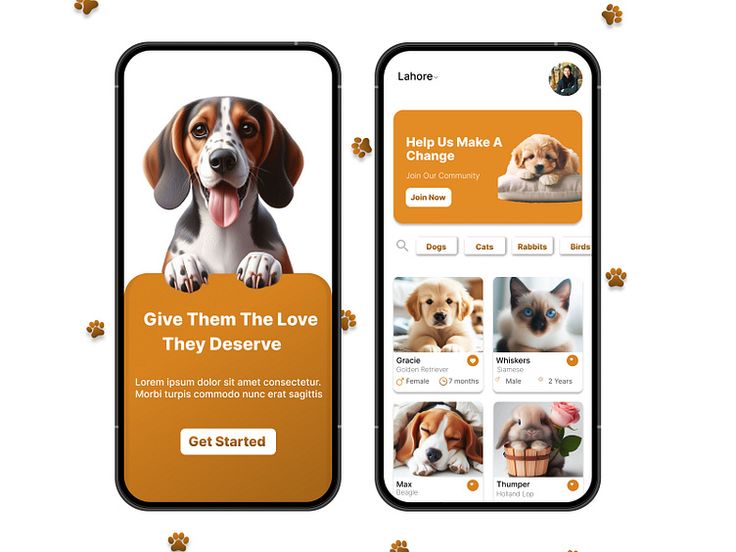 Give Them The Love
They Deserve
Lorem ipsum dolor sit amet consectetur.
Morbi turpis commodo nunc erat sagittis
Get Started
Lahore
Help Us Make A
Change
Join Our Community
Join Now
Dogs Cats Rabbits Birds
Gracie
Golden Retriever
Female 7 months
Whiskers
Siamese
Male 2 Years
Max
Beagle
Thumper
Holland Lop